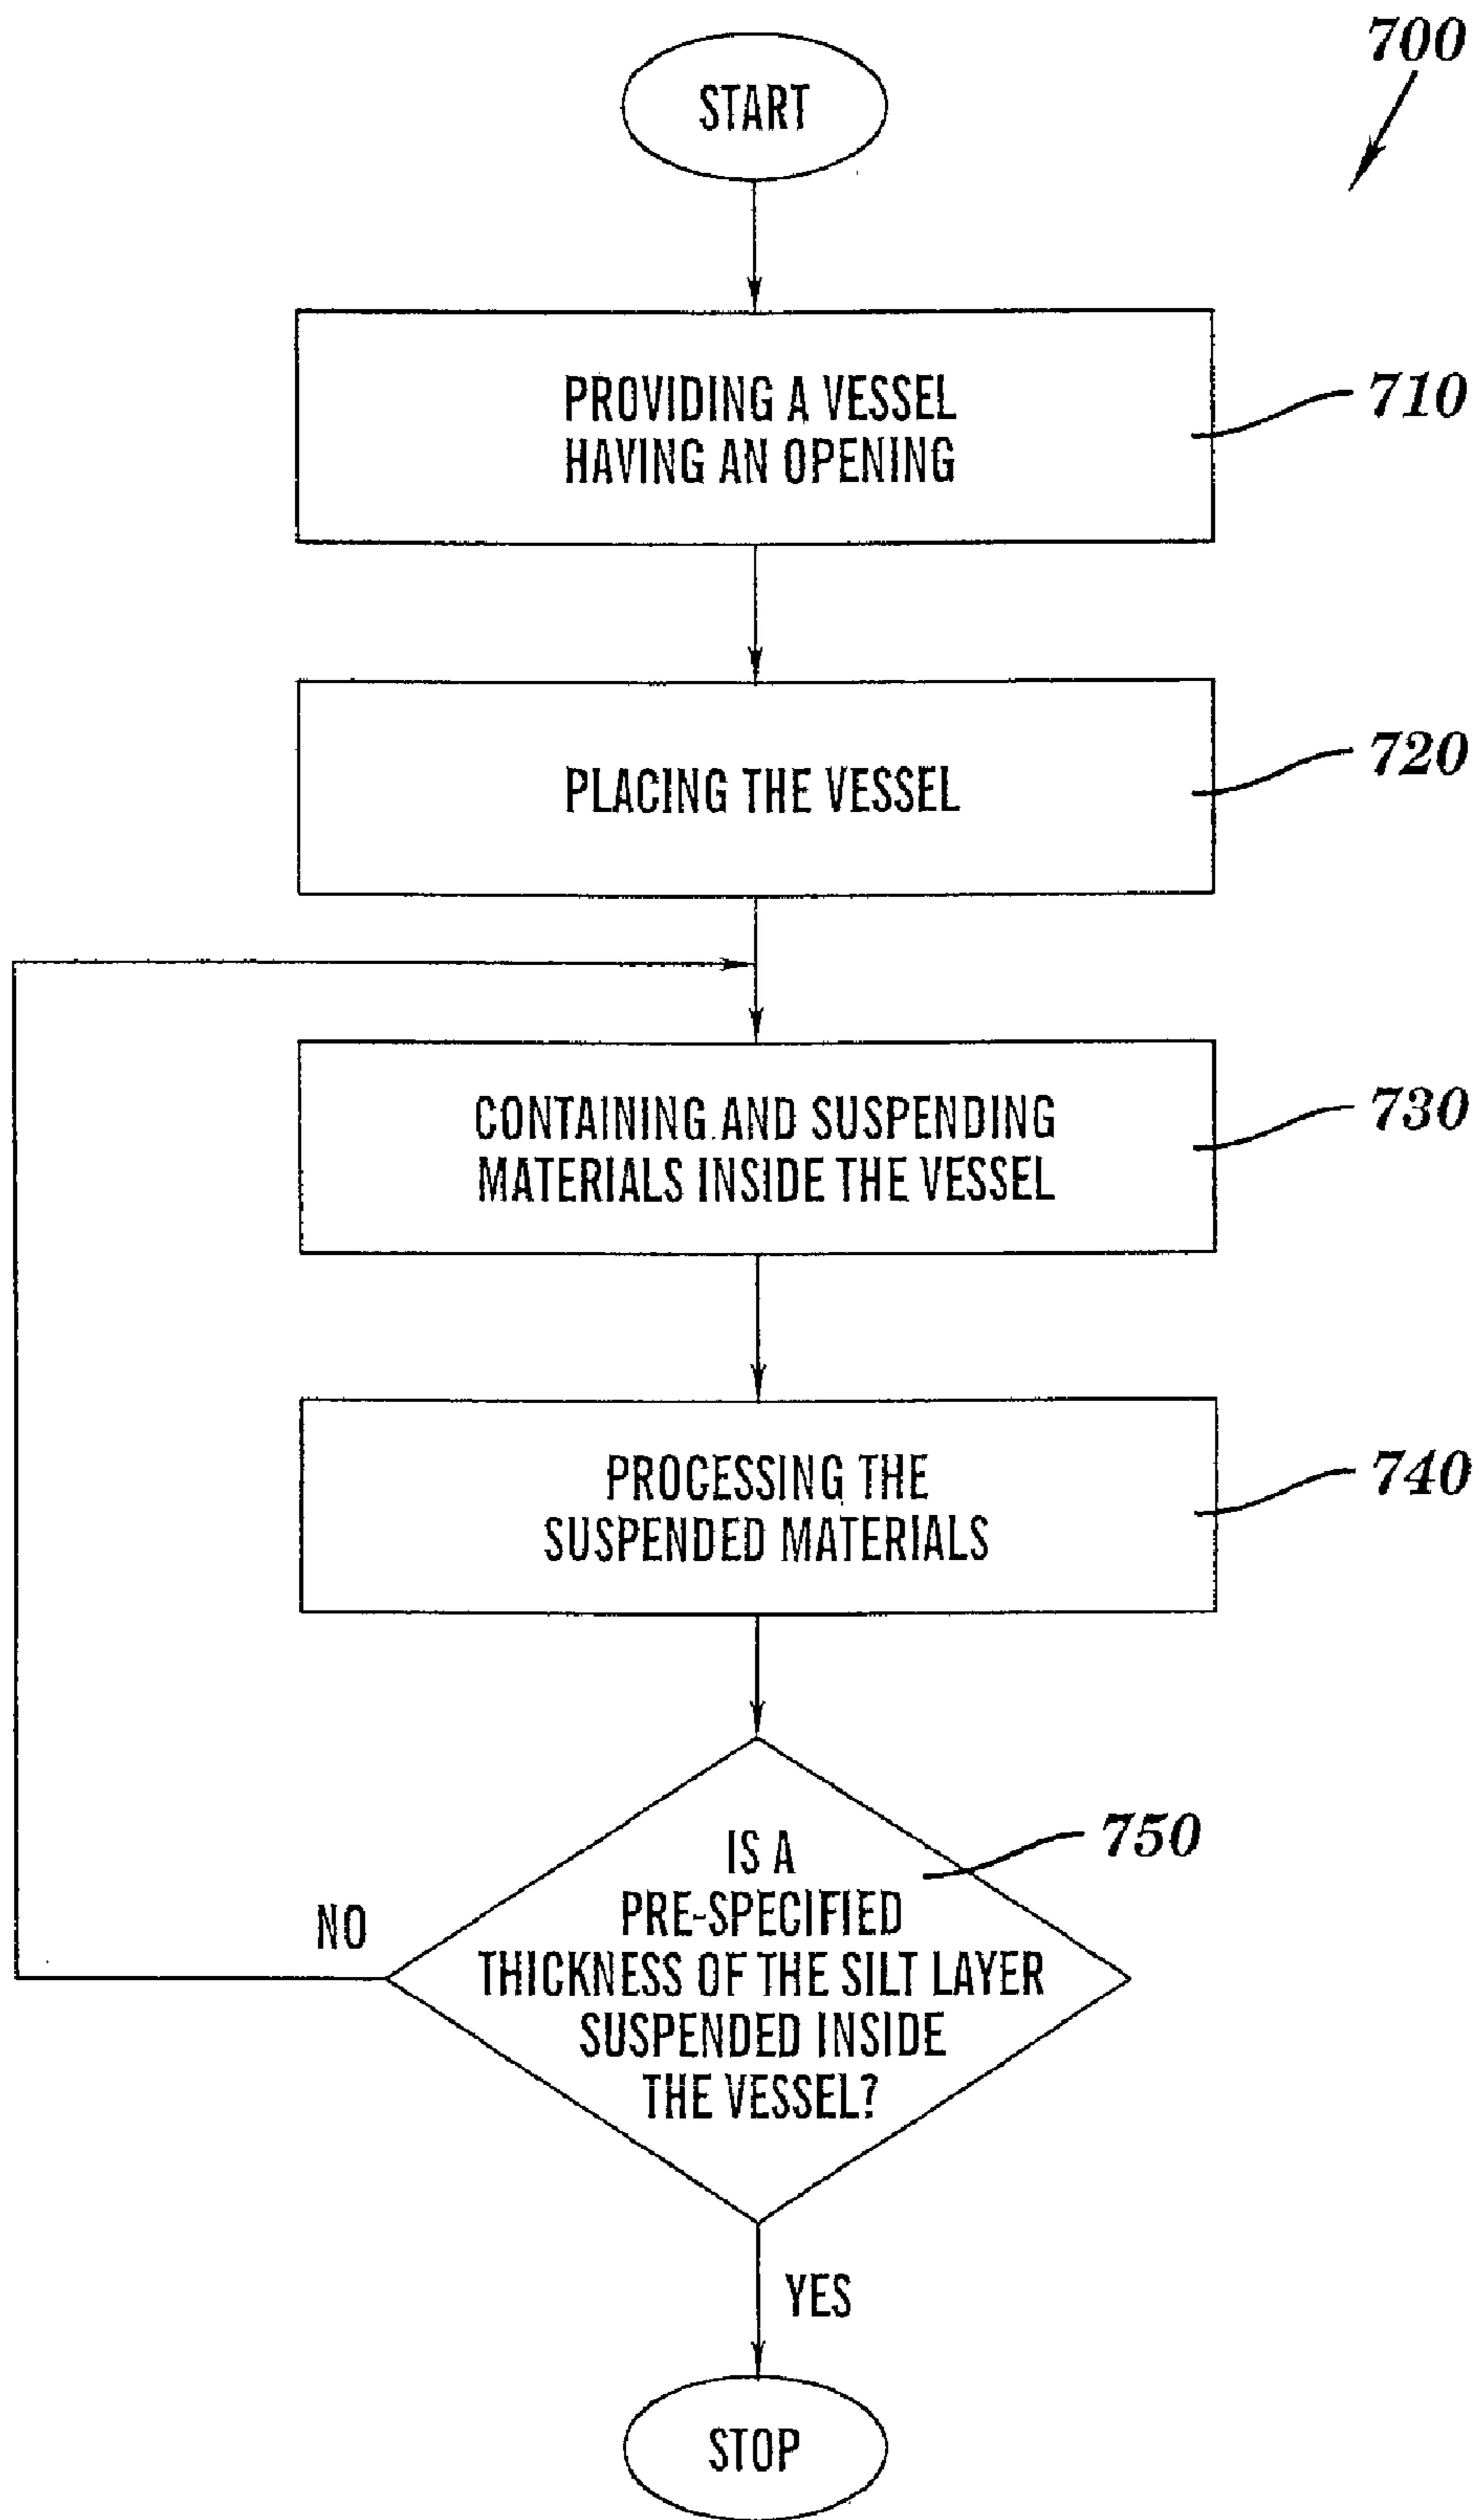 700
START
PROVIDING A VESSEL
HAVING AN OPENING
710
PLACING THE VESSEL
720
CONTAINING AND SUSPENDING
MATERIALS INSIDE THE VESSEL
730
PROCESSING THE
SUSPENDED MATERIALS
740
IS A
PRE-SPECIFIED
THICKNESS OF THE SILT LAYER
SUSPENDED INSIDE
THE VESSEL?
750
NO
YES
STOP